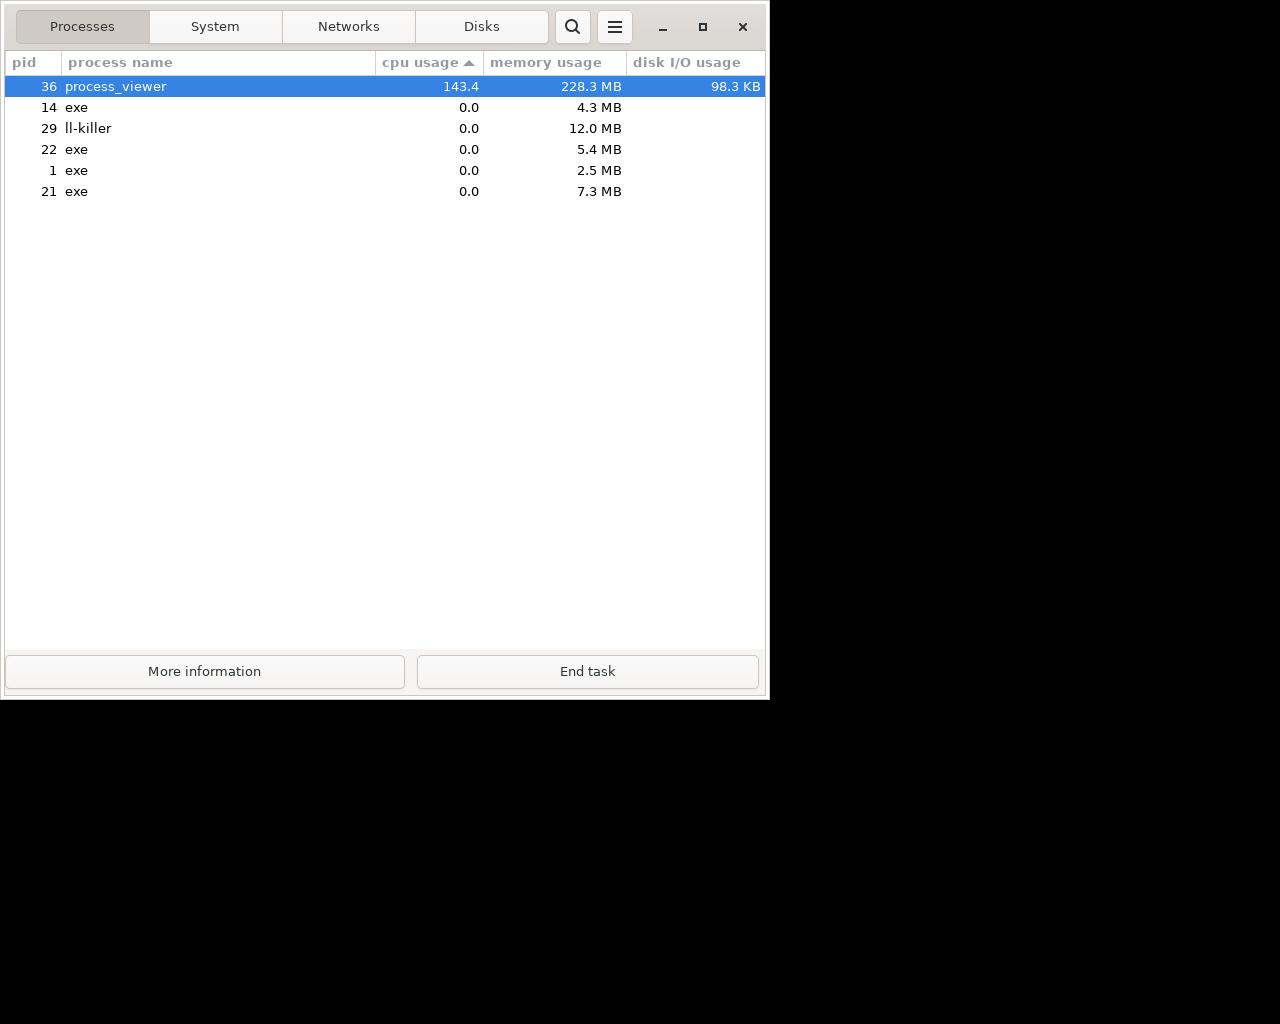 Processes System Networks Disks
pid process name cpu usage memory usage disk I/O usage
36 process_viewer 143.4 228.3 MB 98.3 KB
14 exe 0.0 4.3 MB
29 ll-killer 0.0 12.0 MB
22 exe 0.0 5.4 MB
1 exe 0.0 2.5 MB
21 exe 0.0 7.3 MB
More information End task